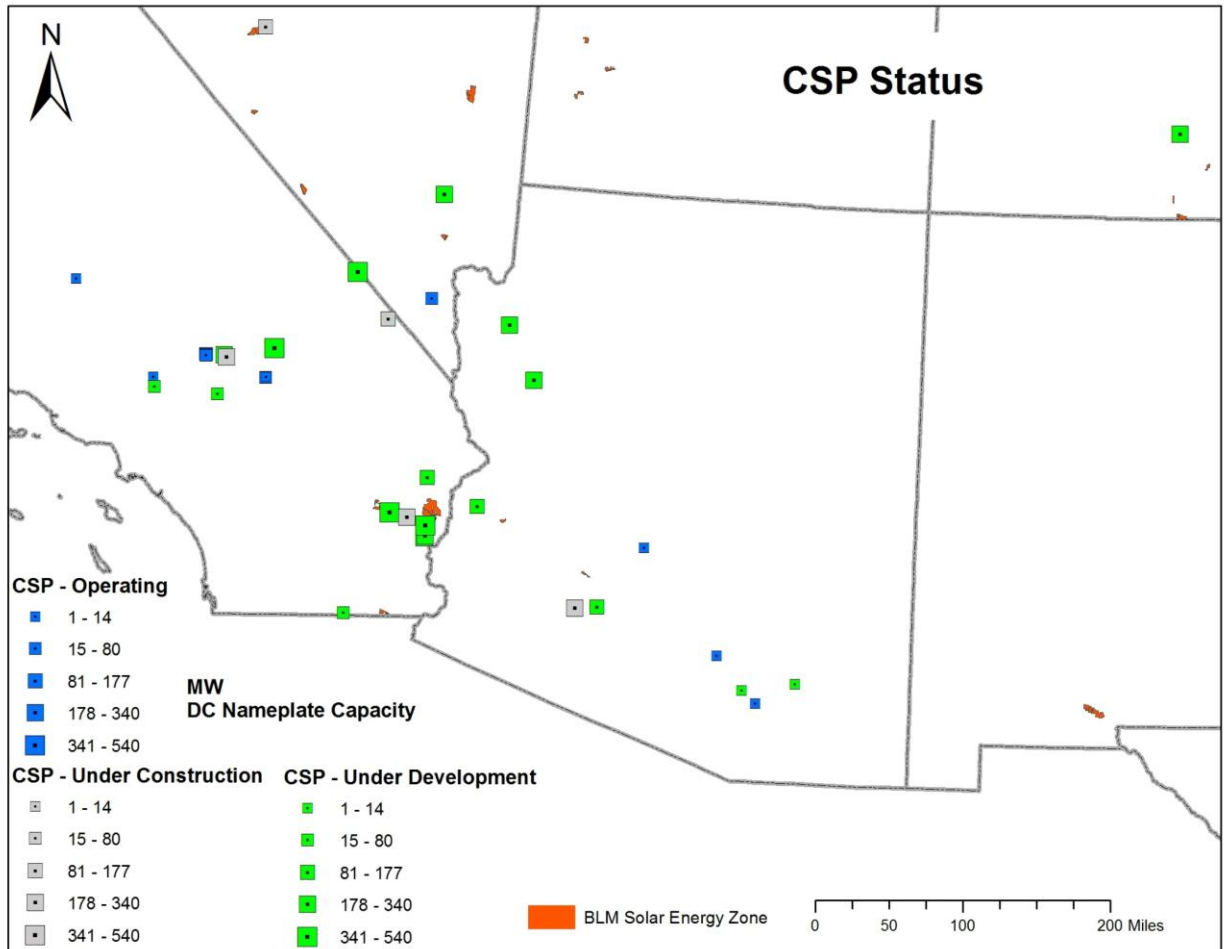 N
CSP Status
CSP - Operating
1 - 14
15 - 80
81 - 177
178 - 340
341 - 540
MW
DC Nameplate Capacity
CSP - Under Construction
1 - 14
15 - 80
81 - 177
178 - 340
341 - 540
CSP - Under Development
1 - 14
15 - 80
81 - 177
178 - 340
341 - 540
BLM Solar Energy Zone
0 50 100 200 Miles